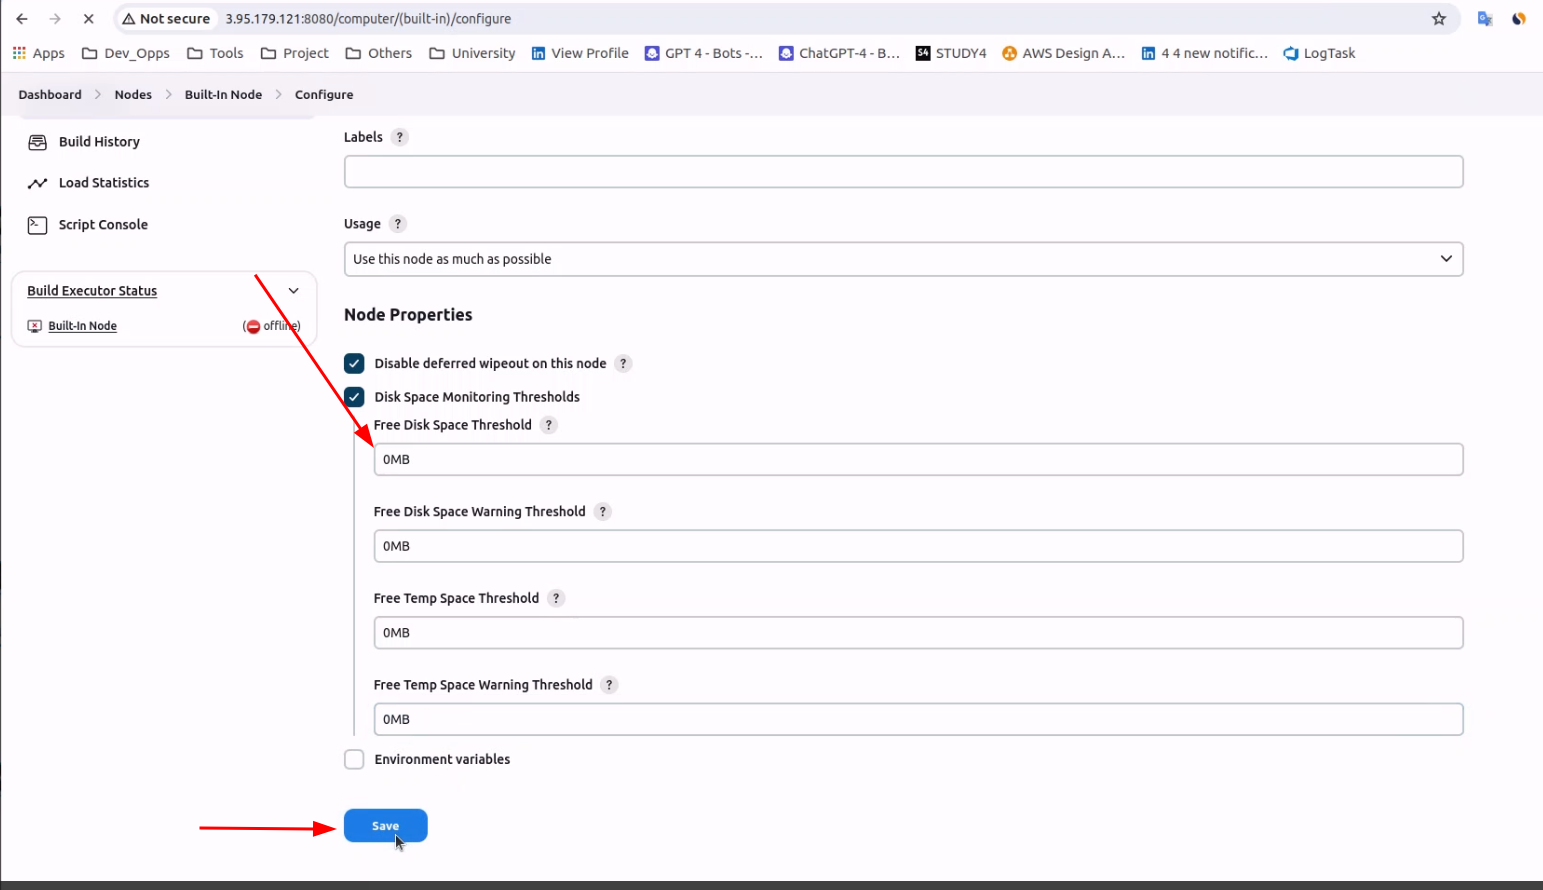 Not secure 3.95.179.121:8080/computer/(built-in)/configure
Apps Dev_Opps Tools Project Others University in View Profile GPT 4 - Bots -... ChatGPT-4 - B... S4 STUDY4 AWS Design A... in 4 4 new notific... LogTask
Dashboard Nodes Built-In Node Configure
Build History
Load Statistics
Script Console
Build Executor Status
Built-In Node (offline)
Labels ?
Usage ?
Use this node as much as possible
Node Properties
Disable deferred wipeout on this node ?
Disk Space Monitoring Thresholds
Free Disk Space Threshold ?
0MB
Free Disk Space Warning Threshold ?
0MB
Free Temp Space Threshold ?
0MB
Free Temp Space Warning Threshold ?
0MB
Environment variables
Save